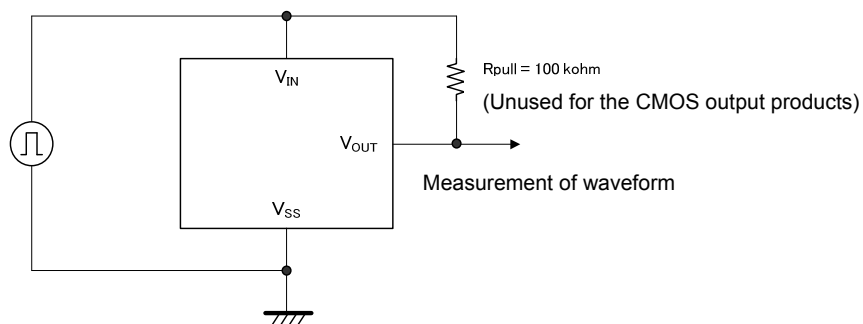 VIN
Rpull = 100 kohm
(Unused for the CMOS output products)
VOUT
Measurement of waveform
VSS